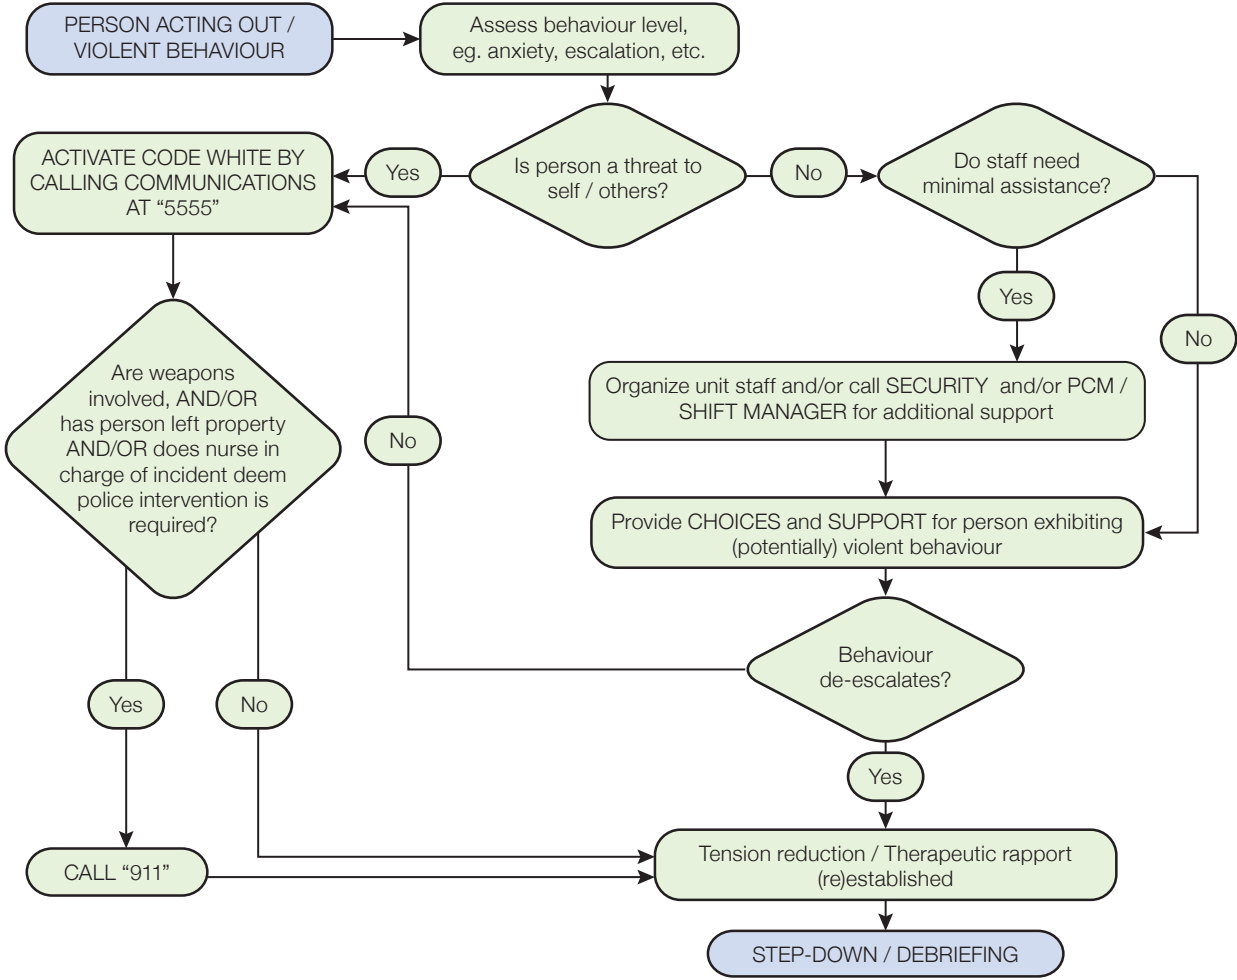 PERSON ACTING OUT /
VIOLENT BEHAVIOUR
Assess behaviour level,
eg. anxiety, escalation, etc.
ACTIVATE CODE WHITE BY
CALLING COMMUNICATIONS
AT “5555”
Yes
Is person a threat to
self / others?
No
Do staff need
minimal assistance?
Yes
No
Organize unit staff and/or call SECURITY and/or PCM /
SHIFT MANAGER for additional support
Are weapons
involved, AND/OR
has person left property
AND/OR does nurse in
charge of incident deem
police intervention is
required?
No
Provide CHOICES and SUPPORT for person exhibiting
(potentially) violent behaviour
Behaviour
de-escalates?
Yes
No
Yes
CALL “911”
Tension reduction / Therapeutic rapport
(re)established
STEP-DOWN / DEBRIEFING